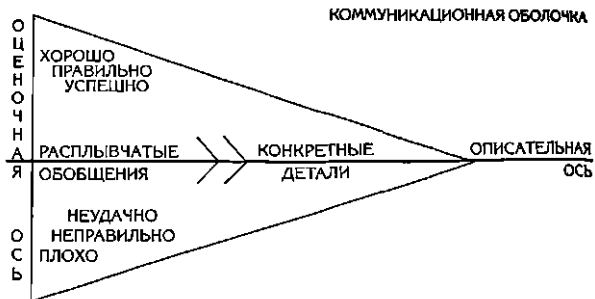 КОММУНИКАЦИОННАЯ ОБОЛОЧКА
ОЦЕНОЧНАЯ ОСЬ
ХОРОШО
ПРАВИЛЬНО
УСПЕШНО
РАСПЛЫВЧАТЫЕ
ОБОБЩЕНИЯ
КОНКРЕТНЫЕ
ДЕТАЛИ
ОПИСАТЕЛЬНАЯ
ОСЬ
НЕУДАЧНО
НЕПРАВИЛЬНО
ПЛОХО